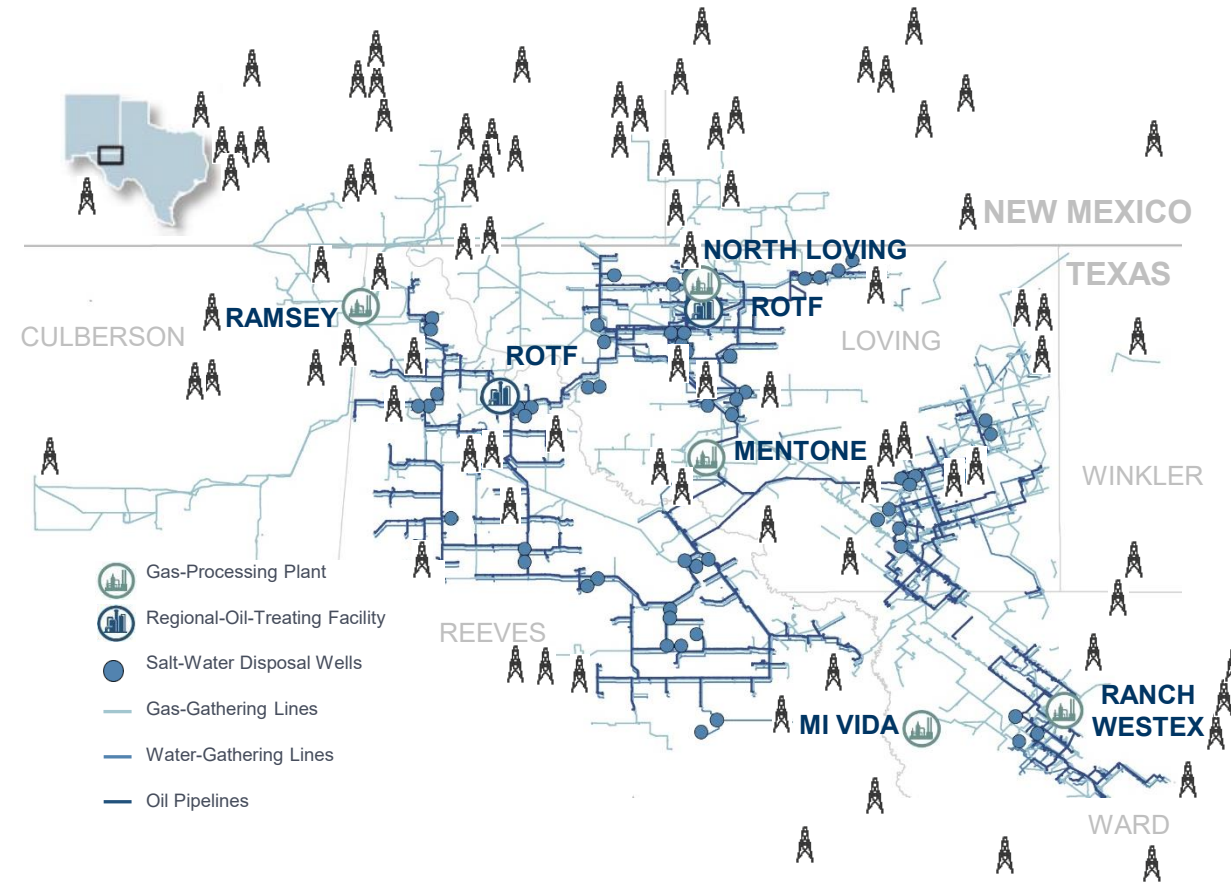 NEW MEXICO
NORTH LOVING
TEXAS
RAMSEY
ROTF
CULBERSON
ROTF
LOVING
MENTONE
WINKLER
Gas-Processing Plant
Regional-Oil-Treating Facility
REEVES
Salt-Water Disposal Wells
Gas-Gathering Lines
RANCH
WESTEX
MI VIDA
Water-Gathering Lines
Oil Pipelines
WARD